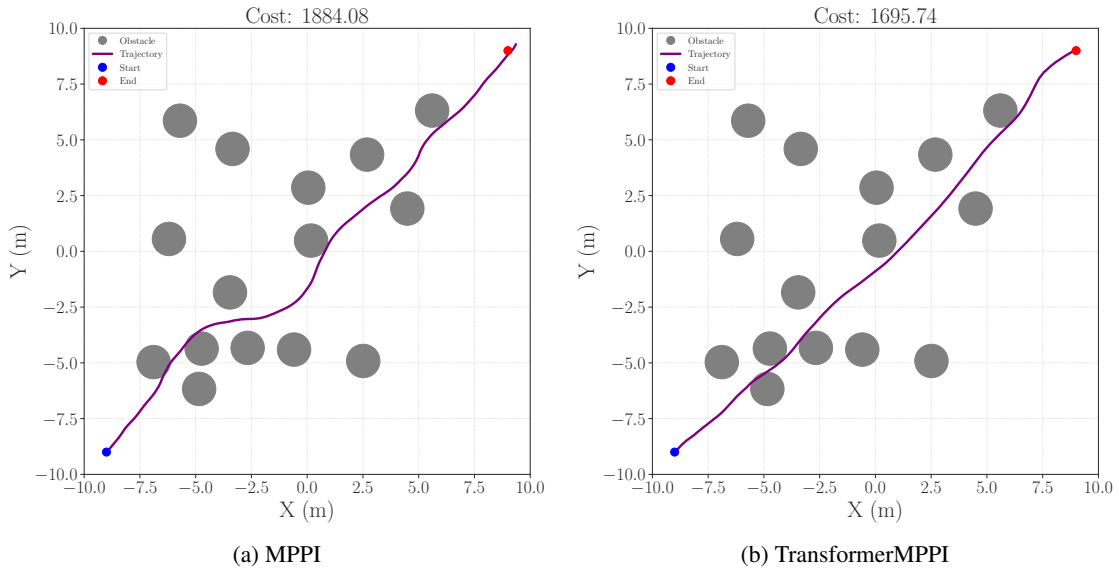 Cost: 1884.08
Obstacle
Trajectory
Start
End
10.0
7.5
5.0
2.5
0.0
−2.5
−5.0
−7.5
−10.0
Y (m)
−10.0 −7.5 −5.0 −2.5 0.0 2.5 5.0 7.5 10.0
X (m)
(a) MPPI
Cost: 1695.74
Obstacle
Trajectory
Start
End
10.0
7.5
5.0
2.5
0.0
−2.5
−5.0
−7.5
−10.0
Y (m)
−10.0 −7.5 −5.0 −2.5 0.0 2.5 5.0 7.5 10.0
X (m)
(b) TransformerMPPI